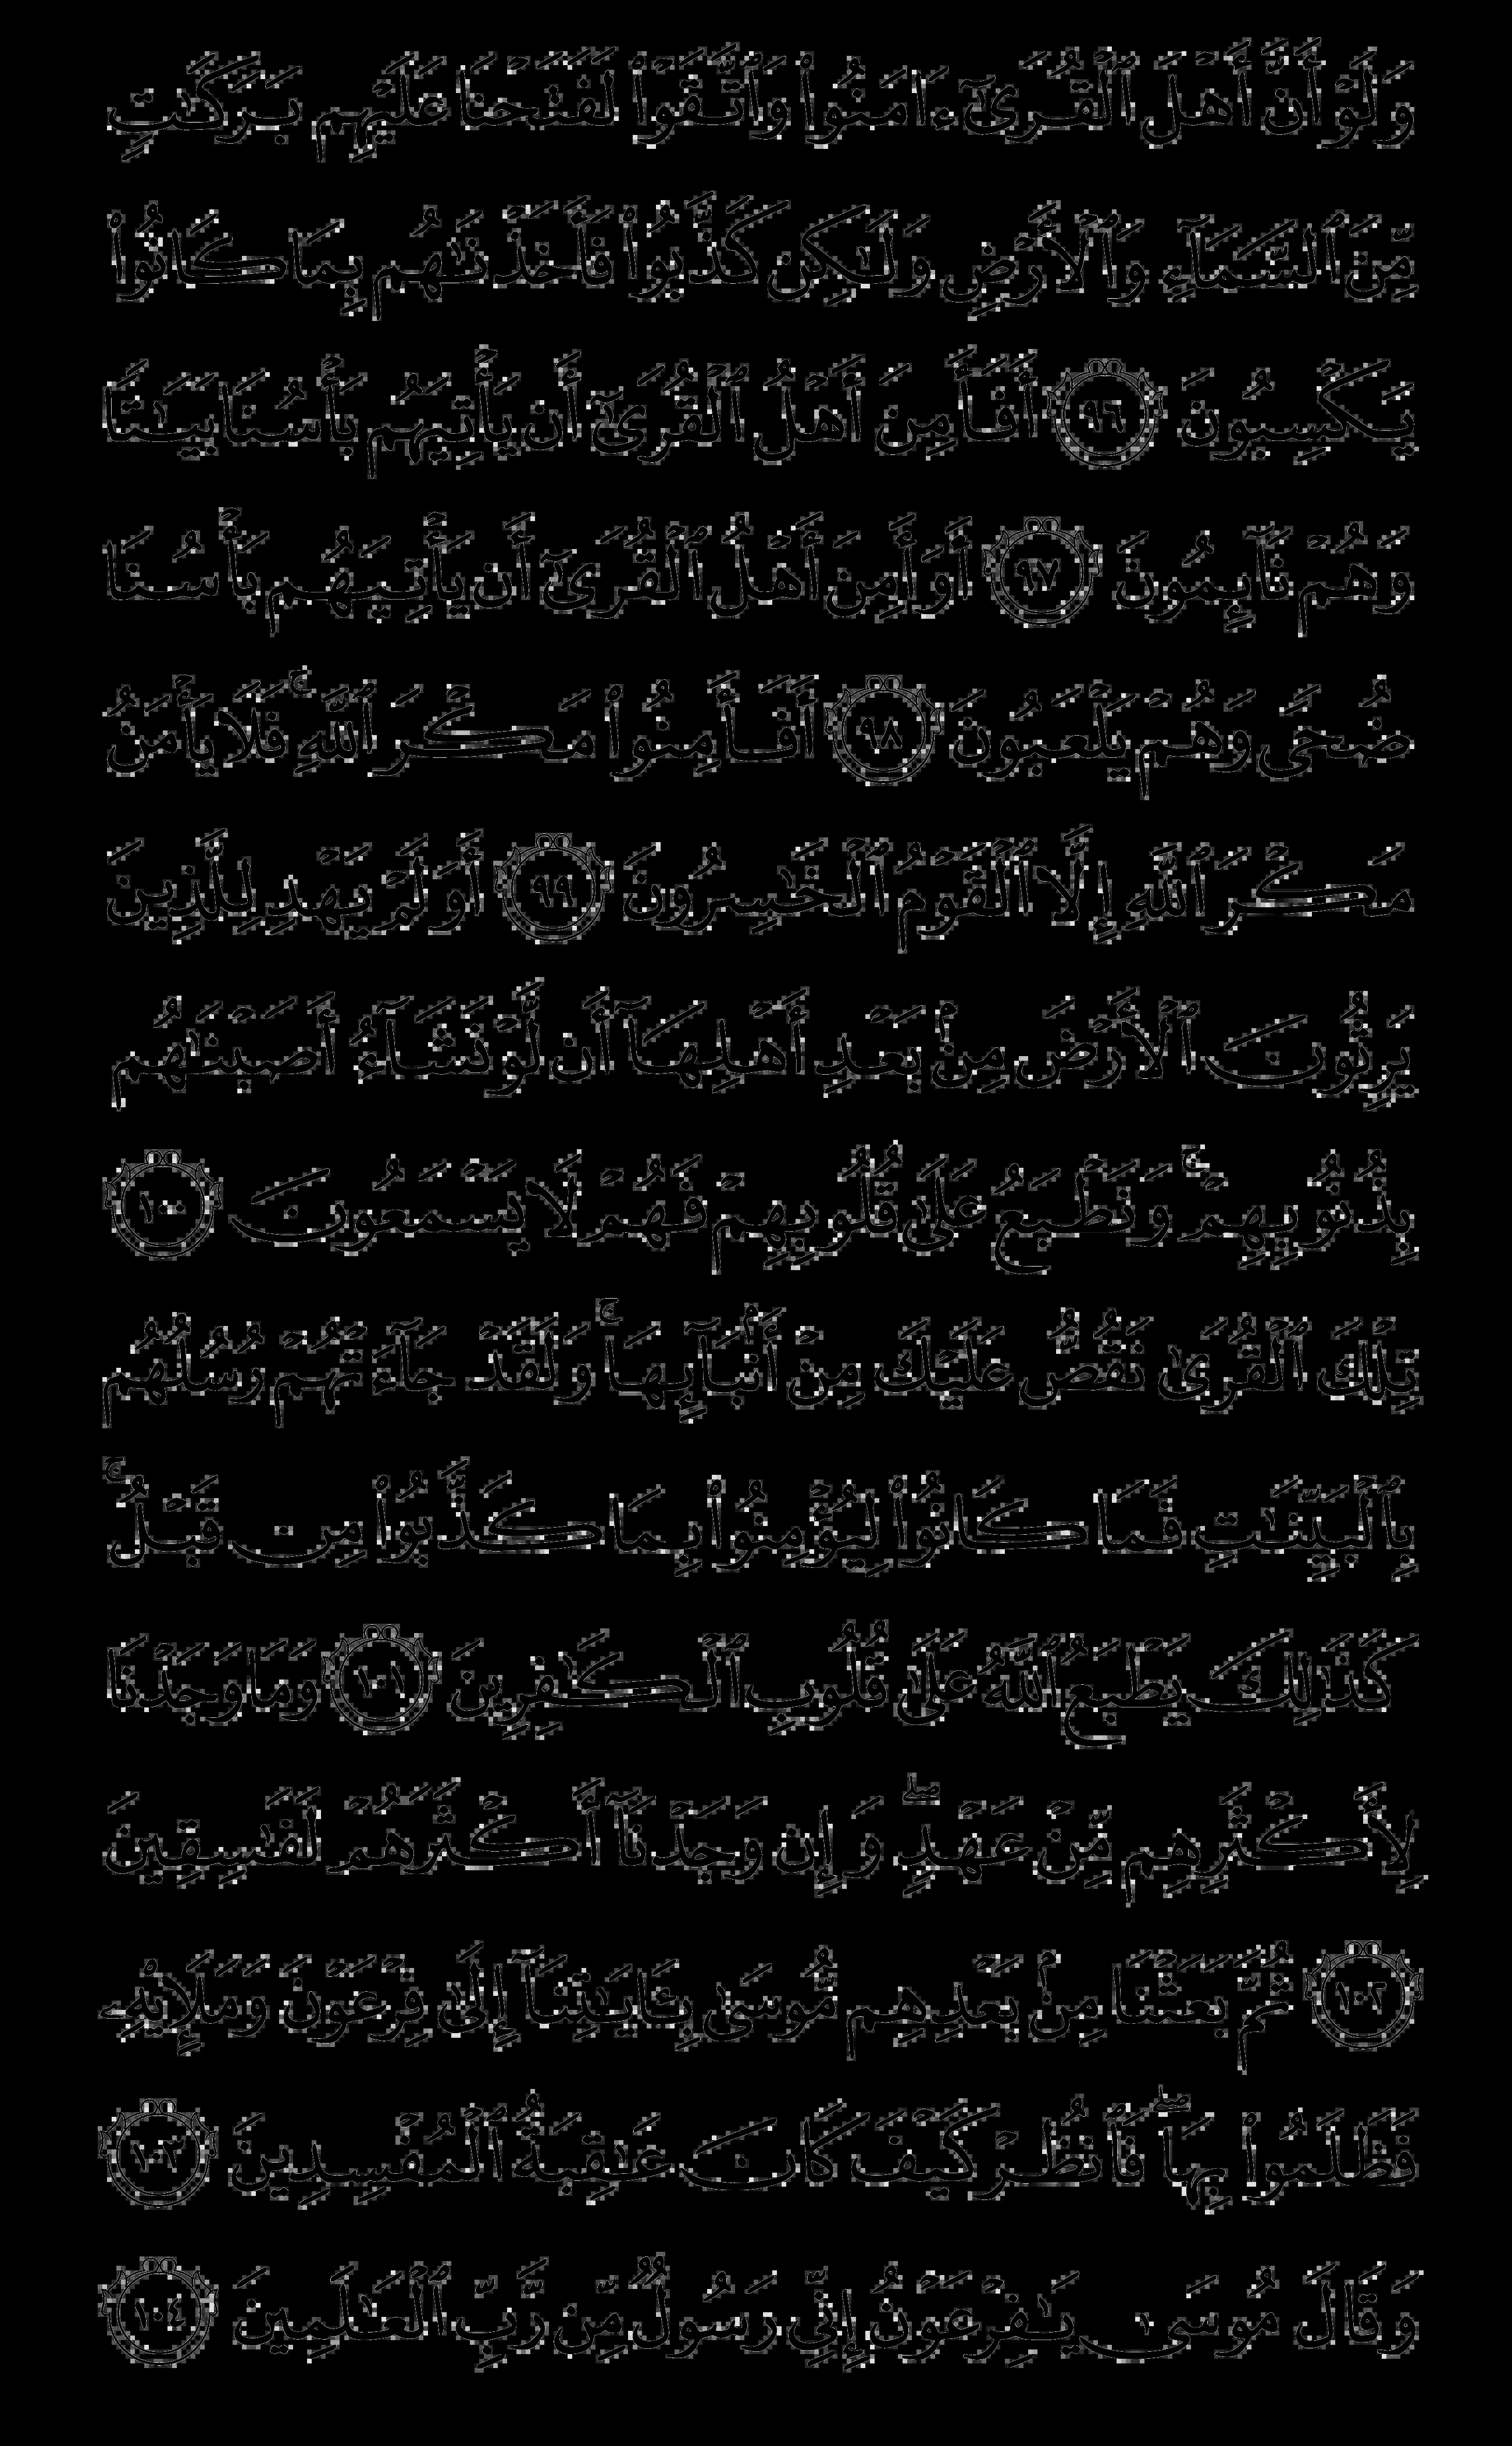 وَلَوْ أَنَّ أَهْلَ ٱلْقُرَىٰٓ ءَامَنُوا۟ وَٱتَّقَوْا۟ لَفَتَحْنَا عَلَيْهِم بَرَكَٰتٍ
مِّنَ ٱلسَّمَآءِ وَٱلْأَرْضِ وَلَٰكِن كَذَّبُوا۟ فَأَخَذْنَٰهُم بِمَا كَانُوا۟
يَكْسِبُونَ ٩٦ أَفَأَمِنَ أَهْلُ ٱلْقُرَىٰٓ أَن يَأْتِيَهُم بَأْسُنَا بَيَٰتًا
وَهُمْ نَآئِمُونَ ٩٧ أَوَأَمِنَ أَهْلُ ٱلْقُرَىٰٓ أَن يَأْتِيَهُم بَأْسُنَا
ضُحًى وَهُمْ يَلْعَبُونَ ٩٨ أَفَأَمِنُوا۟ مَكْرَ ٱللَّهِ ۚ فَلَا يَأْمَنُ
مَكْرَ ٱللَّهِ إِلَّا ٱلْقَوْمُ ٱلْخَٰسِرُونَ ٩٩ أَوَلَمْ يَهْدِ لِلَّذِينَ
يَرِثُونَ ٱلْأَرْضَ مِنۢ بَعْدِ أَهْلِهَآ أَن لَّوْ نَشَآءُ أَصَبْنَٰهُم
بِذُنُوبِهِمْ ۚ وَنَطْبَعُ عَلَىٰ قُلُوبِهِمْ فَهُمْ لَا يَسْمَعُونَ ١٠٠
تِلْكَ ٱلْقُرَىٰ نَقُصُّ عَلَيْكَ مِنْ أَنۢبَآئِهَا ۚ وَلَقَدْ جَآءَتْهُمْ رُسُلُهُم
بِٱلْبَيِّنَٰتِ فَمَا كَانُوا۟ لِيُؤْمِنُوا۟ بِمَا كَذَّبُوا۟ مِن قَبْلُ ۚ
كَذَٰلِكَ يَطْبَعُ ٱللَّهُ عَلَىٰ قُلُوبِ ٱلْكَٰفِرِينَ ١٠١ وَمَا وَجَدْنَا
لِأَكْثَرِهِم مِّنْ عَهْدٍ ۖ وَإِن وَجَدْنَآ أَكْثَرَهُمْ لَفَٰسِقِينَ
١٠٢ ثُمَّ بَعَثْنَا مِنۢ بَعْدِهِم مُّوسَىٰ بِـَٔايَٰتِنَآ إِلَىٰ فِرْعَوْنَ وَمَلَإِي۟هِۦ
فَظَلَمُوا۟ بِهَا ۖ فَٱنظُرْ كَيْفَ كَانَ عَٰقِبَةُ ٱلْمُفْسِدِينَ ١٠٣
وَقَالَ مُوسَىٰ يَٰفِرْعَوْنُ إِنِّى رَسُولٌ مِّن رَّبِّ ٱلْعَٰلَمِينَ ١٠٤